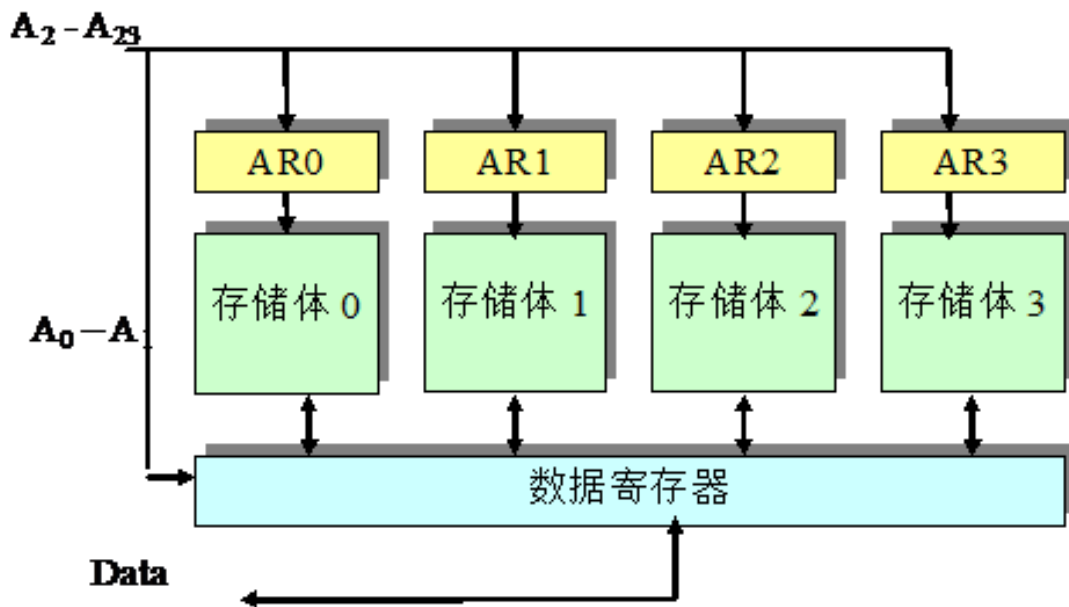 A₂-A₂₉
AR0 AR1 AR2 AR3
存储体 0 存储体 1 存储体 2 存储体 3
A₀-A
数据寄存器
Data